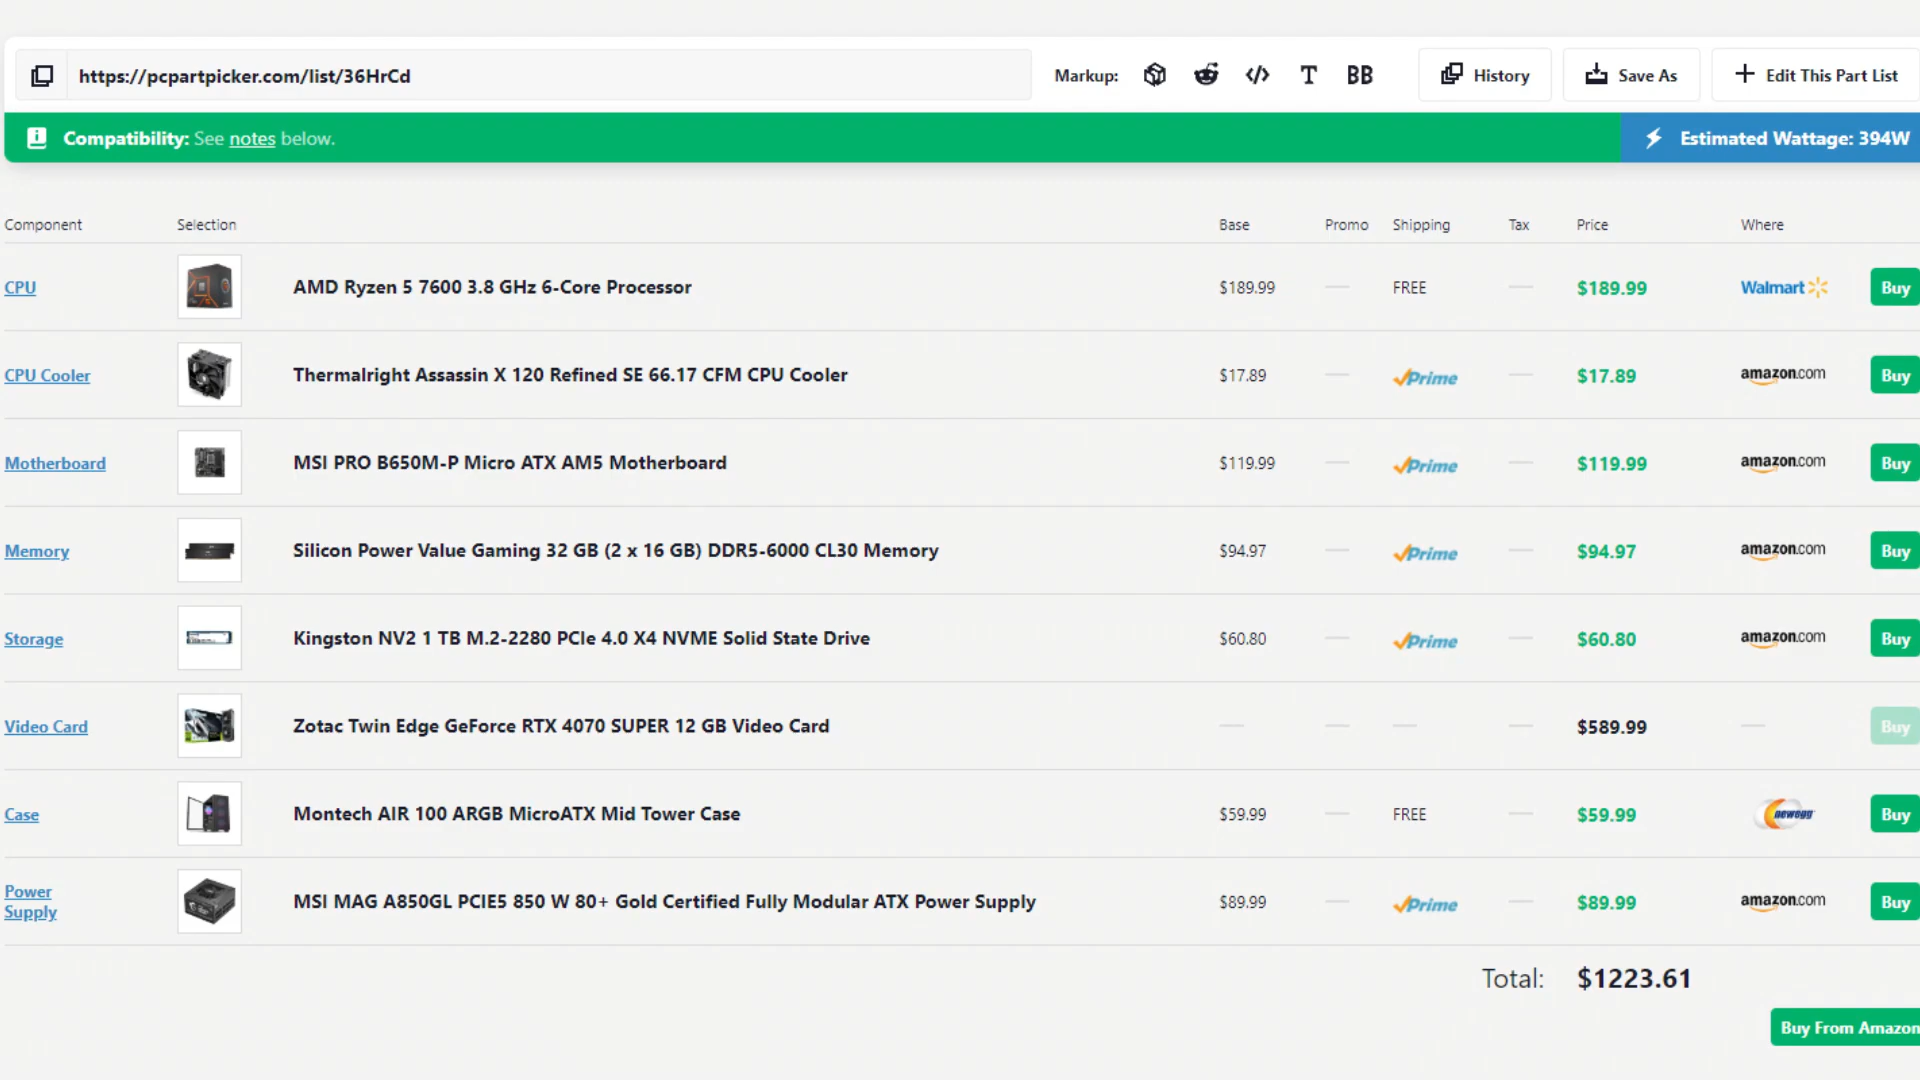 https://pcpartpicker.com/list/36HrCd Markup: T BB History Save As Edit This Part List
Compatibility: See notes below. Estimated Wattage: 394W
Component Selection Base Promo Shipping Tax Price Where
CPU AMD Ryzen 5 7600 3.8 GHz 6-Core Processor $189.99 — FREE — $189.99 Walmart Buy
CPU Cooler Thermalright Assassin X 120 Refined SE 66.17 CFM CPU Cooler $17.89 — Prime — $17.89 amazon.com Buy
Motherboard MSI PRO B650M-P Micro ATX AM5 Motherboard $119.99 — Prime — $119.99 amazon.com Buy
Memory Silicon Power Value Gaming 32 GB (2 x 16 GB) DDR5-6000 CL30 Memory $94.97 — Prime — $94.97 amazon.com Buy
Storage Kingston NV2 1 TB M.2-2280 PCIe 4.0 X4 NVME Solid State Drive $60.80 — Prime — $60.80 amazon.com Buy
Video Card Zotac Twin Edge GeForce RTX 4070 SUPER 12 GB Video Card — — — — $589.99 — Buy
Case Montech AIR 100 ARGB MicroATX Mid Tower Case $59.99 — FREE — $59.99 newegg Buy
Power Supply MSI MAG A850GL PCIE5 850 W 80+ Gold Certified Fully Modular ATX Power Supply $89.99 — Prime — $89.99 amazon.com Buy
Total: $1223.61
Buy From Amazon